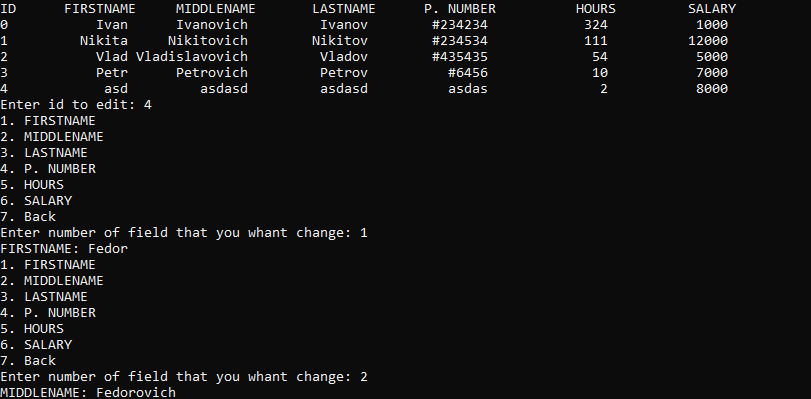 ID FIRSTNAME MIDDLENAME LASTNAME P. NUMBER HOURS SALARY
0 Ivan Ivanovich Ivanov #234234 324 1000
1 Nikita Nikitovich Nikitov #234534 111 12000
2 Vlad Vladislavovich Vladov #435435 54 5000
3 Petr Petrovich Petrov #6456 10 7000
4 asd asdasd asdasd asdas 2 8000
Enter id to edit: 4
1. FIRSTNAME
2. MIDDLENAME
3. LASTNAME
4. P. NUMBER
5. HOURS
6. SALARY
7. Back
Enter number of field that you whant change: 1
FIRSTNAME: Fedor
1. FIRSTNAME
2. MIDDLENAME
3. LASTNAME
4. P. NUMBER
5. HOURS
6. SALARY
7. Back
Enter number of field that you whant change: 2
MIDDLENAME: Fedorovich